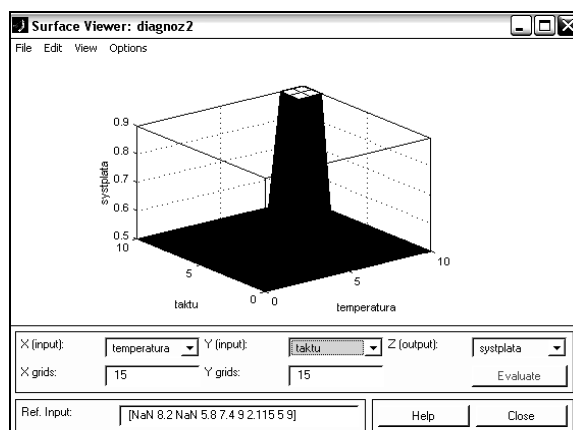 Surface Viewer: diagnoz2
File Edit View Options
0.9
0.8
0.7
0.6
0.5
systplata
10
5
0
taktu
0
5
10
temperatura
X (input): temperatura Y (input): taktu Z (output): systplata
X grids: 15 Y grids: 15 Evaluate
Ref. Input: [NaN 8.2 NaN 5.8 7.4 9 2.115 5 9] Help Close